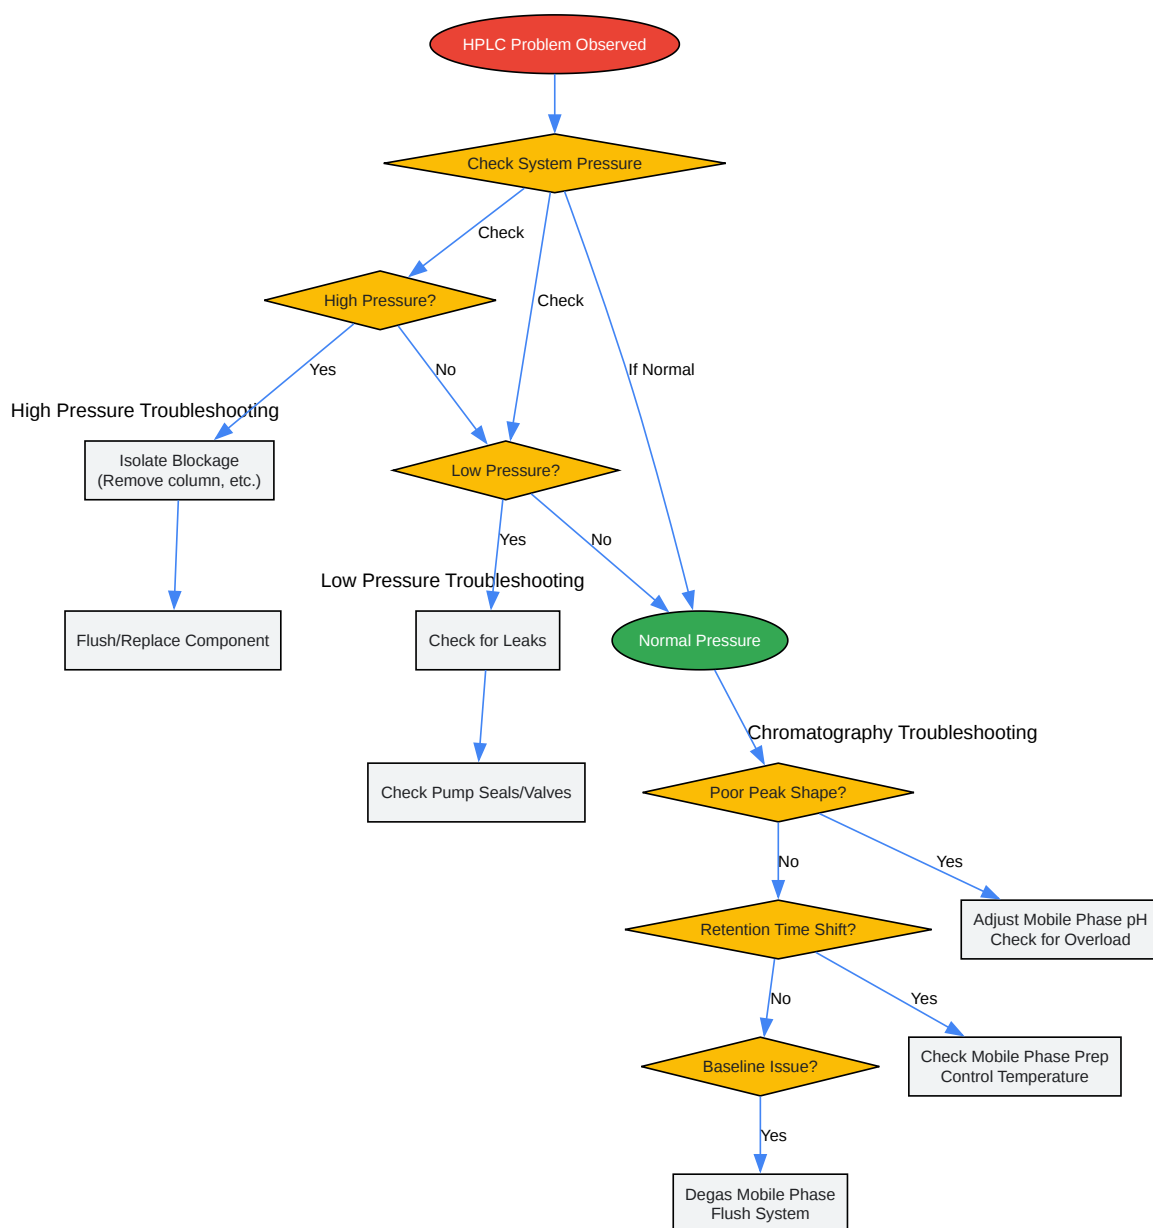 HPLC Problem Observed
Check System Pressure
Check
High Pressure?
Check
Yes
No
If Normal
High Pressure Troubleshooting
Isolate Blockage
(Remove column, etc.)
Low Pressure?
Yes
No
Low Pressure Troubleshooting
Flush/Replace Component
Check for Leaks
Normal Pressure
Chromatography Troubleshooting
Check Pump Seals/Valves
Poor Peak Shape?
No
Yes
Adjust Mobile Phase pH
Check for Overload
Retention Time Shift?
No
Yes
Baseline Issue?
Check Mobile Phase Prep
Control Temperature
Yes
Degas Mobile Phase
Flush System